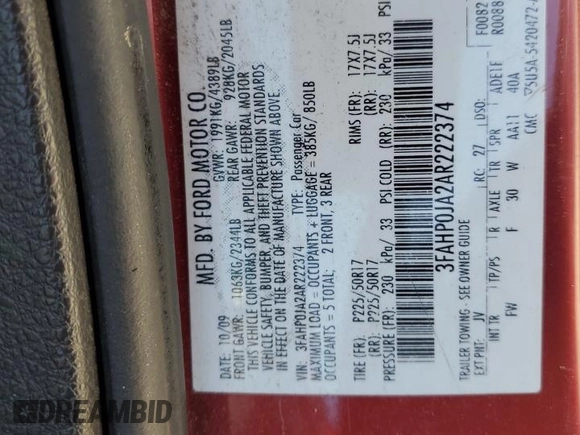 MFD. BY FORD MOTOR CO.
DATE: 10/09 GVWR: 1991KG/4389LB
FRONT GAWR: 1063KG/2344LB REAR GAWR: 928KG/2045LB
THIS VEHICLE CONFORMS TO ALL APPLICABLE FEDERAL MOTOR
VEHICLE SAFETY, BUMPER, AND THEFT PREVENTION STANDARDS
IN EFFECT ON THE DATE OF MANUFACTURE SHOWN ABOVE.
VIN: 3FAHP0JA2AR222374 TYPE: Passenger Car
MAXIMUM LOAD = OCCUPANTS + LUGGAGE = 385KG/ 850LB
OCCUPANTS = 5 TOTAL; 2 FRONT, 3 REAR
TIRE (FR): P225/50R17 RIMS (FR): 17X7.5J
(RR): P225/50R17 (RR): 17X7.5J
PRESSURE (FR): 230 kPa/ 33 PSI COLD (RR): 230 kPa/ 33 PSI
3FAHP0JA2AR222374
TRAILER TOWING - SEE OWNER GUIDE F0082
EXT PNT: JV RC: 27 DSO: R0088
INT TR TP/PS R AXLE TR SPR ADE1F
FW F 30 W AA11 40A
CMC
DREAMBID